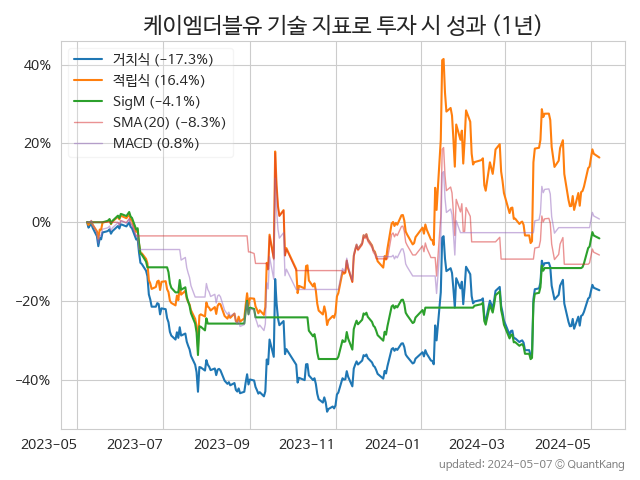 케이엠더블유 기술 지표로 투자 시 성과 (1년)
거치식 (−17.3%)
적립식 (16.4%)
SigM (−4.1%)
SMA(20) (−8.3%)
MACD (0.8%)
40%
20%
0%
−20%
−40%
2023-05 2023-07 2023-09 2023-11 2024-01 2024-03 2024-05
updated: 2024-05-07 © QuantKang